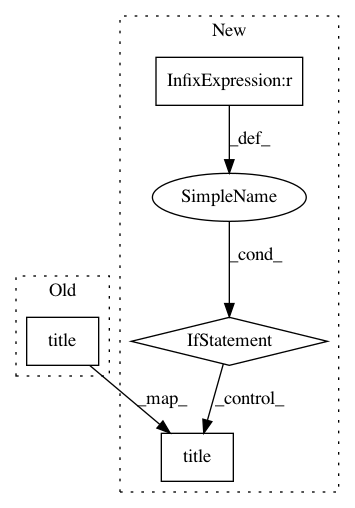 New
InfixExpression:r
_def_
SimpleName
_cond_
Old
title
IfStatement
_map_
_control_
title